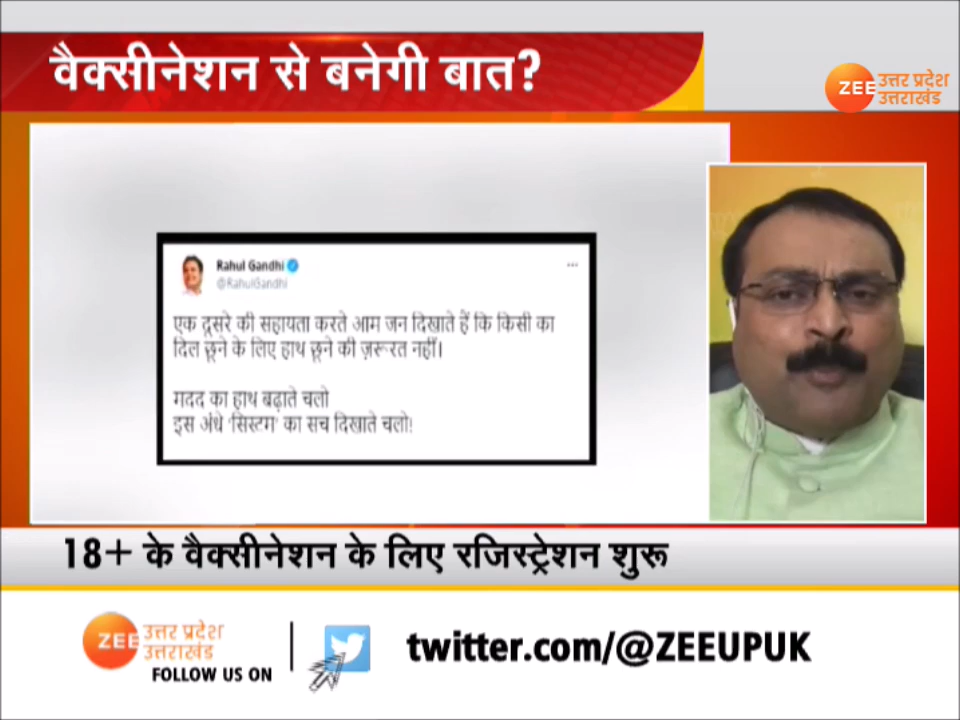 वैक्सीनेशन से बनेगी बात?
ZEE उत्तर प्रदेश
उत्तराखंड
Rahul Gandhi
@RahulGandhi
एक दूसरे की सहायता करते आम जन दिखाते हैं कि किसी का
दिल छूने के लिए हाथ छूने की ज़रूरत नहीं।
मदद का हाथ बढ़ाते चलो
इस अंधे 'सिस्टम' का सच दिखाते चलो!
18+ के वैक्सीनेशन के लिए रजिस्ट्रेशन शुरू
ZEE उत्तर प्रदेश
उत्तराखंड
FOLLOW US ON
twitter.com/@ZEEUPUK